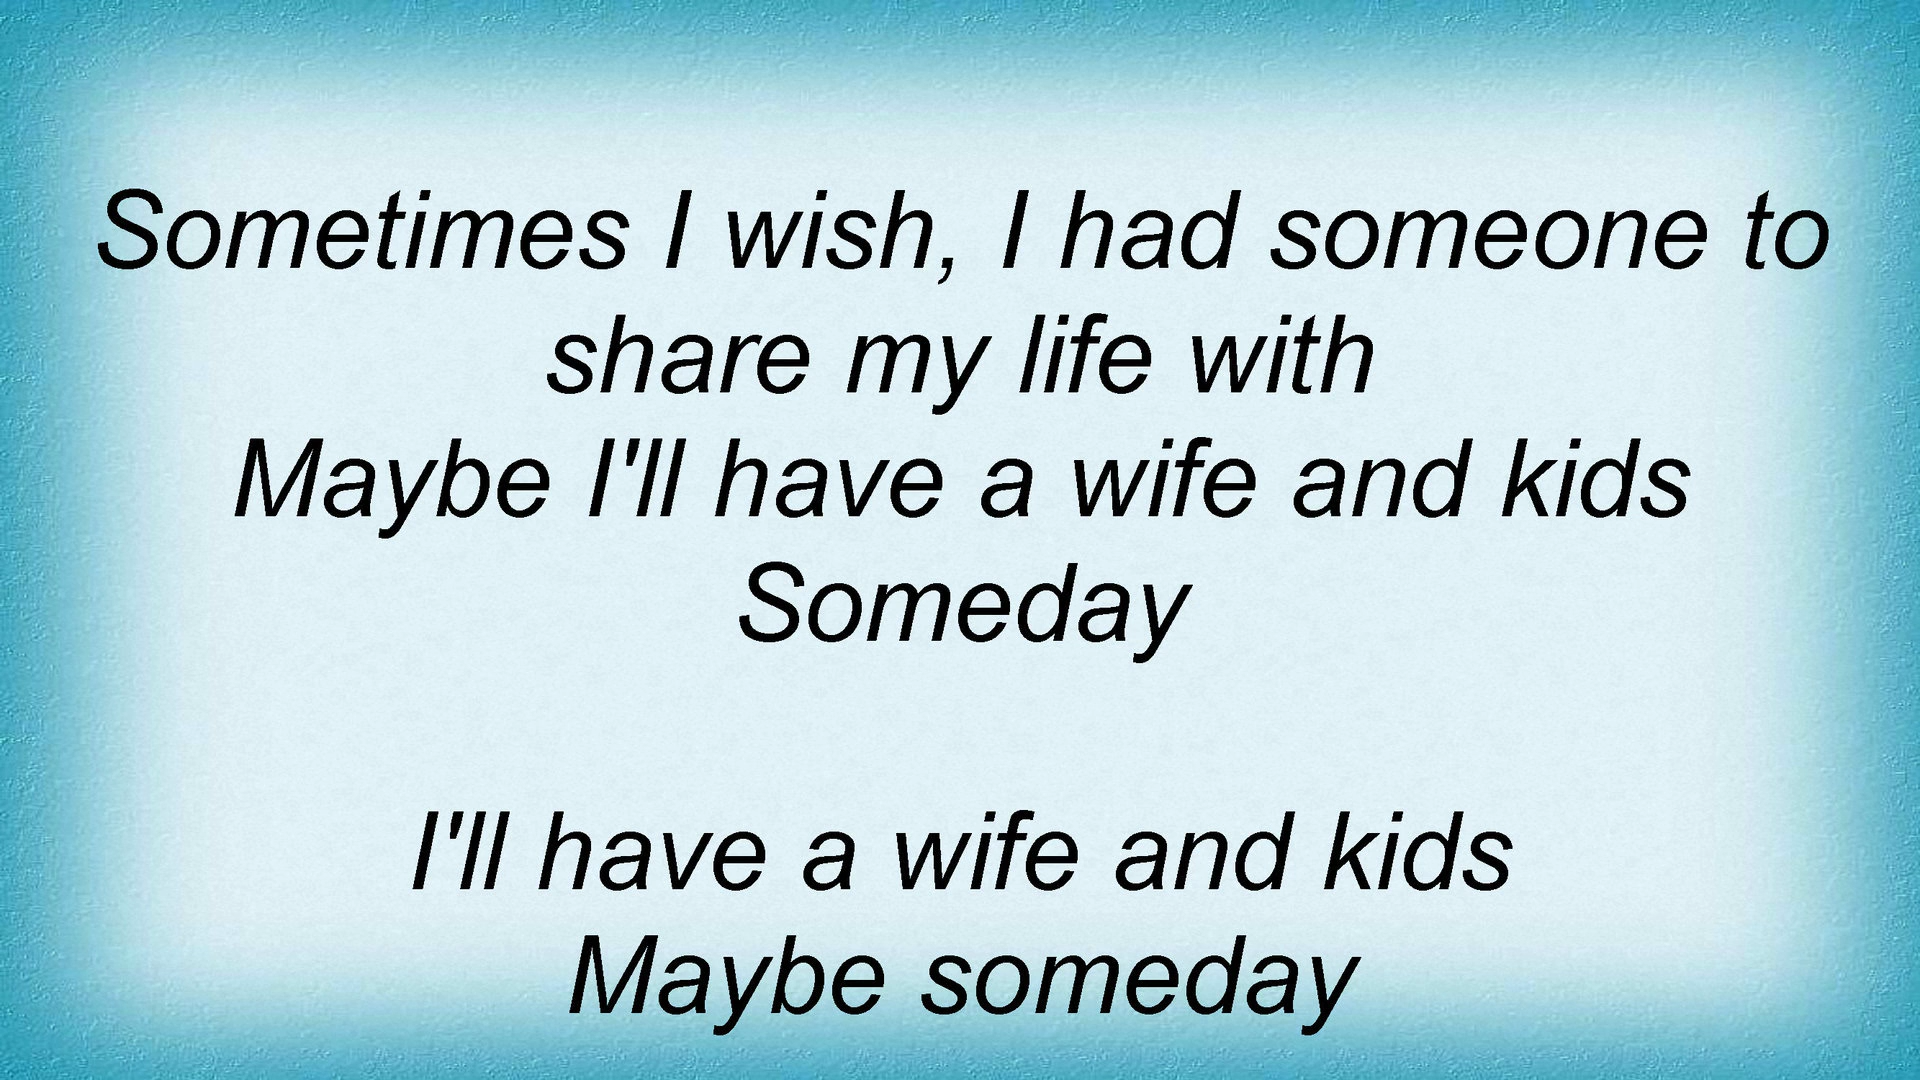 Sometimes I wish, I had someone to
share my life with
Maybe I'll have a wife and kids
Someday
I'll have a wife and kids
Maybe someday